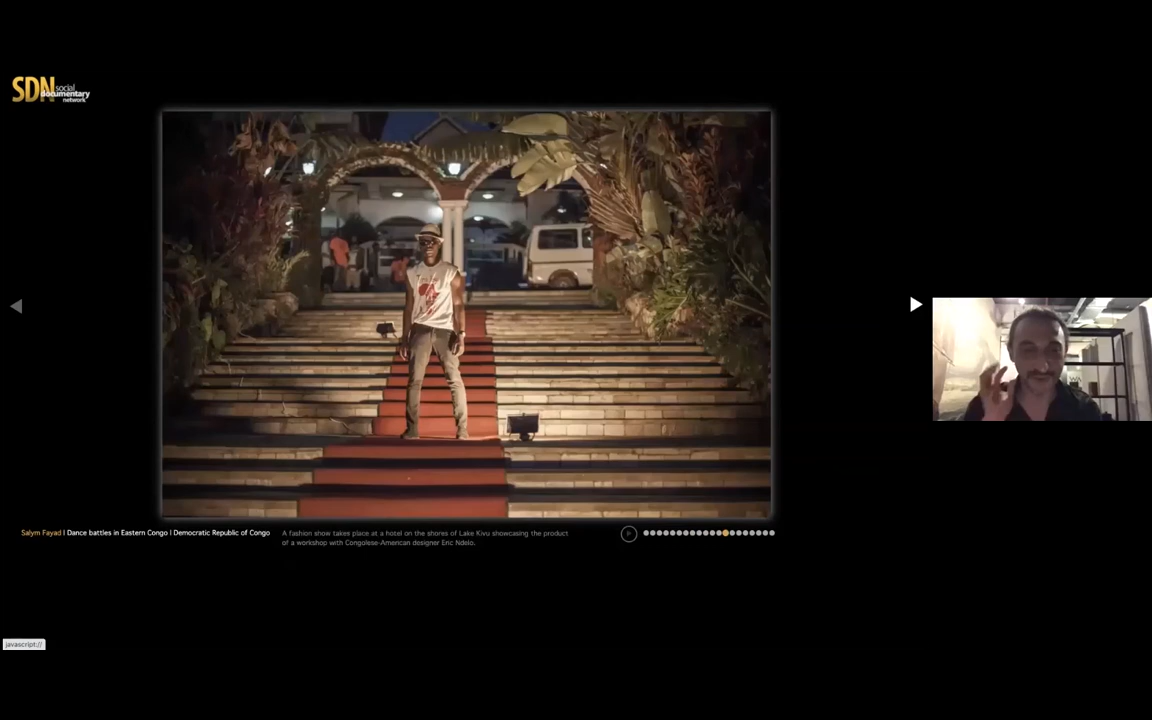 SDN social
documentary
network
Salym Fayad | Dance battles in Eastern Congo | Democratic Republic of Congo
A fashion show takes place at a hotel on the shores of Lake Kivu showcasing the product
of a workshop with Congolese-American designer Eric Ndelo.
javascript://